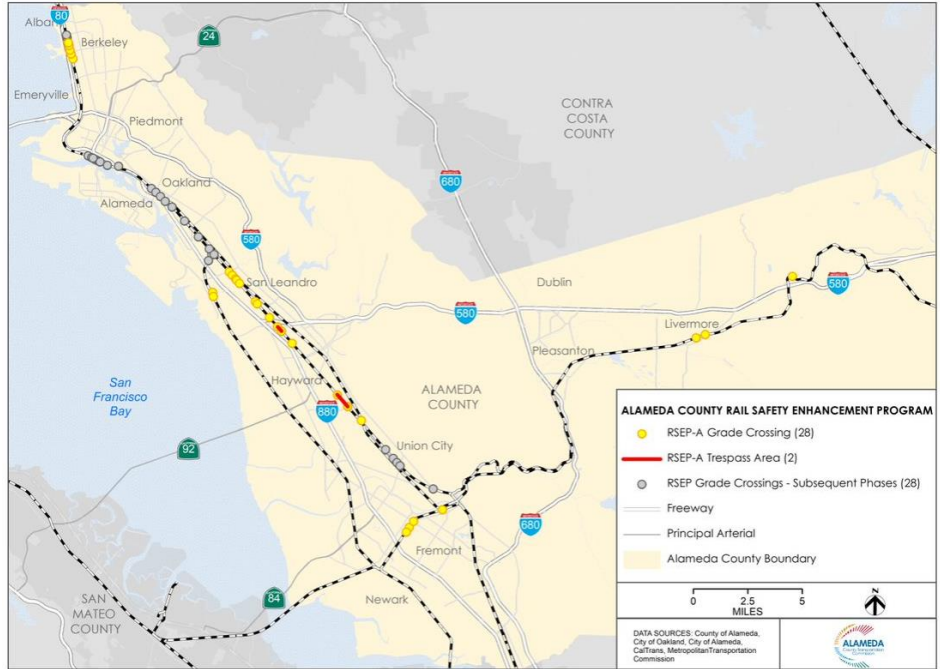 80
Albany
Berkeley
24
Emeryville
CONTRA
COSTA
COUNTY
Piedmont
680
Oakland
Alameda
580
San Leandro
Dublin
580
580
Livermore
Pleasanton
San
Francisco
Bay
Hayward
880
ALAMEDA
COUNTY
92
Union City
680
Fremont
84
Newark
SAN
MATEO
COUNTY
ALAMEDA COUNTY RAIL SAFETY ENHANCEMENT PROGRAM
RSEP-A Grade Crossing (28)
RSEP-A Trespass Area (2)
RSEP Grade Crossings - Subsequent Phases (28)
Freeway
Principal Arterial
Alameda County Boundary
0 2.5 5
MILES
N
DATA SOURCES: County of Alameda,
City of Oakland, City of Alameda,
CalTrans, MetropolitanTransportation
Commission
ALAMEDA
County Transportation
Commission